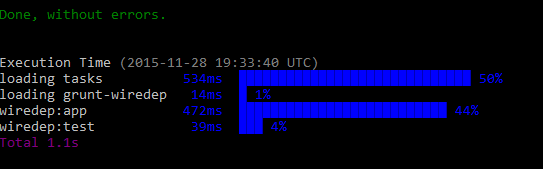 Done, without errors.
Execution Time (2015-11-28 19:33:40 UTC)
loading tasks 534ms 50%
loading grunt-wiredep 14ms 1%
wiredep:app 472ms 44%
wiredep:test 39ms 4%
Total 1.1s